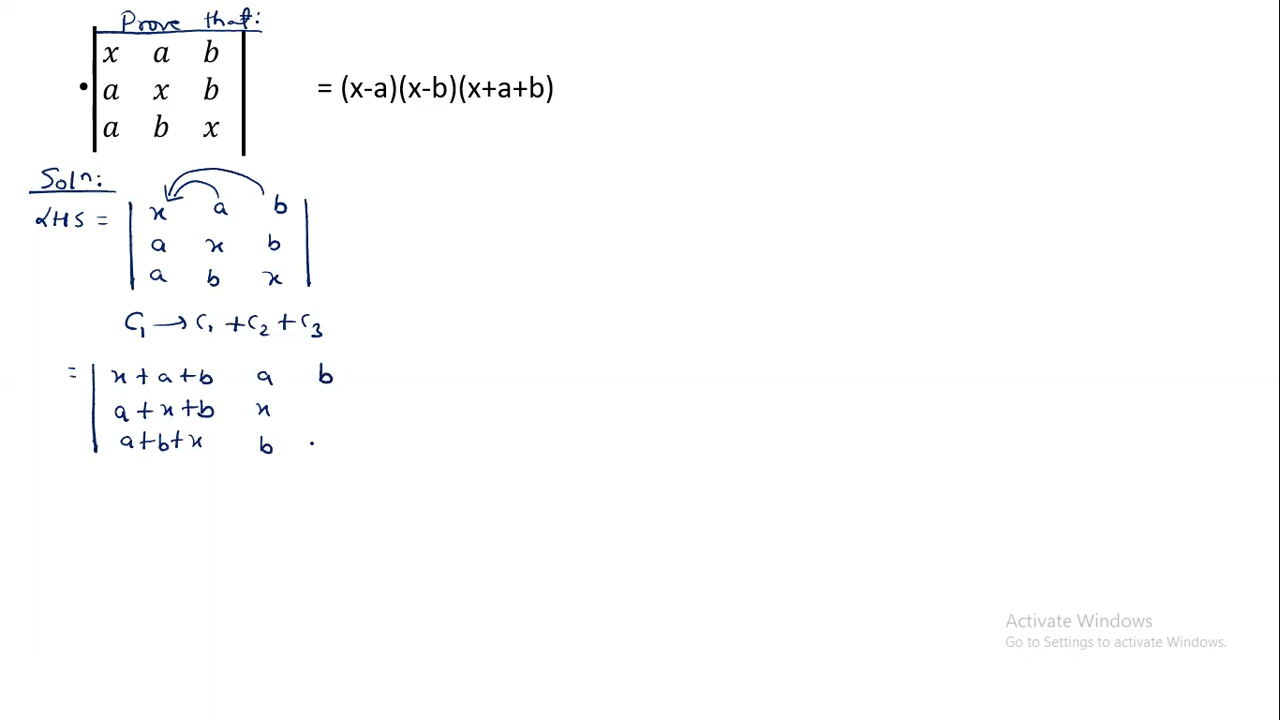 Prove that:
x a b
• a x b = (x-a)(x-b)(x+a+b)
a b x
Soln:
LHS = x a b
a x b
a b x
C₁ → C₁ + C₂ + C₃
= x + a + b a b
a + x + b x
a + b + x b
Activate Windows
Go to Settings to activate Windows.